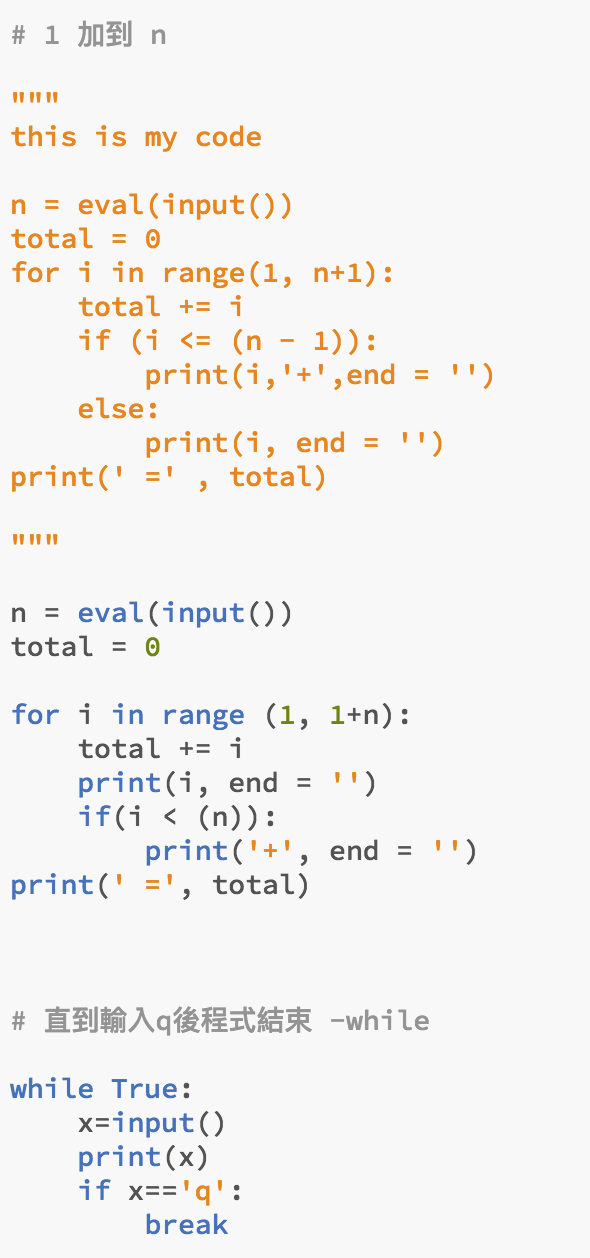 # 1 加到 n
"""
this is my code
n = eval(input())
total = 0
for i in range(1, n+1):
    total += i
    if (i <= (n - 1)):
        print(i,'+',end = '')
    else:
        print(i, end = '')
print(' =' , total)
"""
n = eval(input())
total = 0
for i in range (1, 1+n):
    total += i
    print(i, end = '')
    if(i < (n)):
        print('+', end = '')
print(' =', total)
# 直到輸入q後程式結束 -while
while True:
    x=input()
    print(x)
    if x=='q':
        break